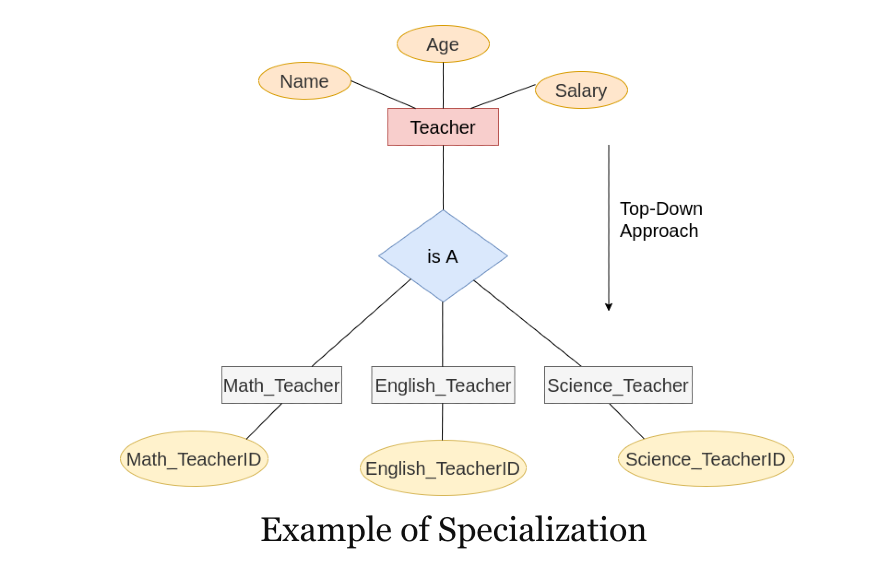 Age
Name
Salary
Teacher
Top-Down
Approach
is A
Math_Teacher
English_Teacher
Science_Teacher
Math_TeacherID
English_TeacherID
Science_TeacherID
Example of Specialization